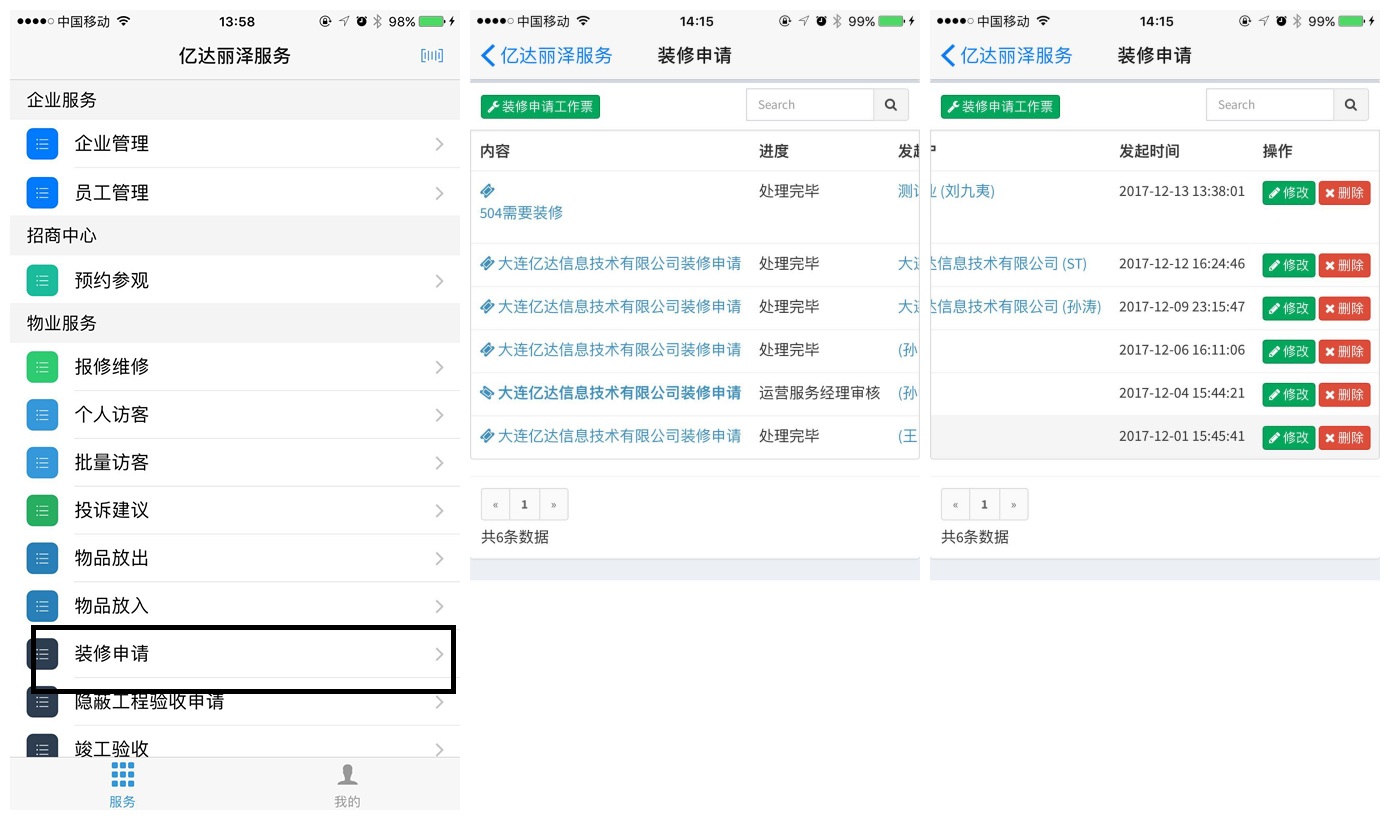 中国移动 13:58 98%
亿达丽泽服务
企业服务
企业管理
员工管理
招商中心
预约参观
物业服务
报修维修
个人访客
批量访客
投诉建议
物品放出
物品放入
装修申请
隐蔽工程验收申请
竣工验收
服务 我的
中国移动 14:15 99%
亿达丽泽服务 装修申请
装修申请工作票 Search
内容 进度 发起
处理完毕 测试
504需要装修
大连亿达信息技术有限公司装修申请 处理完毕 大连
大连亿达信息技术有限公司装修申请 处理完毕 大连
大连亿达信息技术有限公司装修申请 处理完毕 (孙
大连亿达信息技术有限公司装修申请 运营服务经理审核 (孙
大连亿达信息技术有限公司装修申请 处理完毕 (王
« 1 »
共6条数据
中国移动 14:15 99%
亿达丽泽服务 装修申请
装修申请工作票 Search
户 发起时间 操作
业 (刘九夷) 2017-12-13 13:38:01 修改 删除
达信息技术有限公司 (ST) 2017-12-12 16:24:46 修改 删除
达信息技术有限公司 (孙涛) 2017-12-09 23:15:47 修改 删除
2017-12-06 16:11:06 修改 删除
2017-12-04 15:44:21 修改 删除
2017-12-01 15:45:41 修改 删除
« 1 »
共6条数据